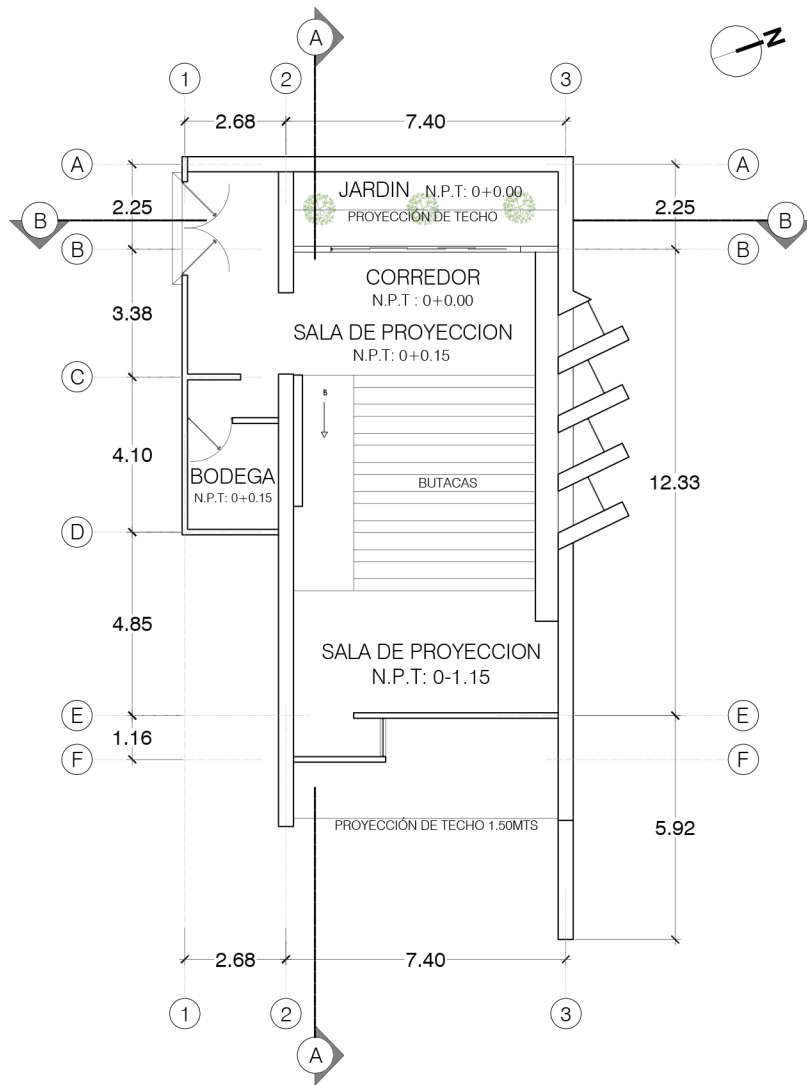 A
N
1
2
3
2.68
7.40
A
A
JARDIN N.P.T: 0+0.00
PROYECCIÓN DE TECHO
B
2.25
2.25
B
B
B
CORREDOR
N.P.T : 0+0.00
3.38
SALA DE PROYECCION
N.P.T: 0+0.15
C
B
4.10
BODEGA
N.P.T: 0+0.15
BUTACAS
12.33
D
4.85
SALA DE PROYECCION
N.P.T: 0-1.15
E
E
1.16
F
F
PROYECCIÓN DE TECHO 1.50MTS
5.92
2.68
7.40
1
2
3
A